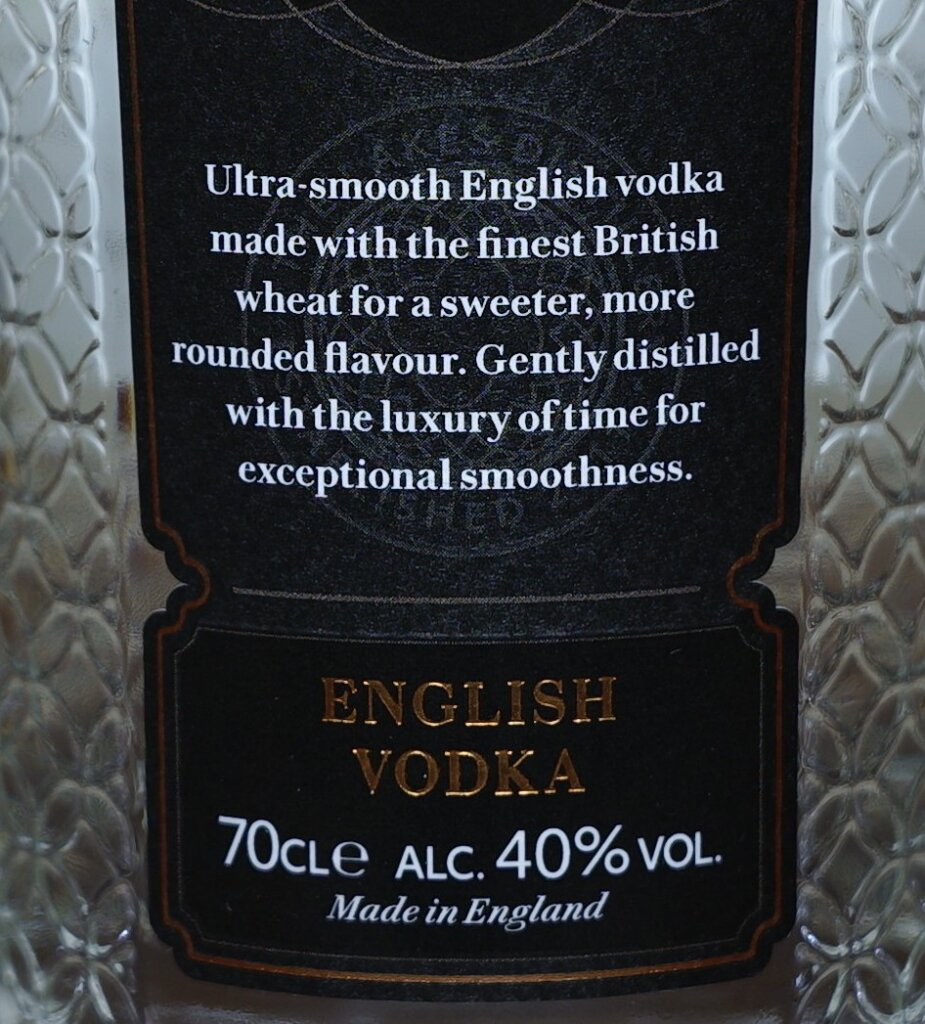 Ultra-smooth English vodka
made with the finest British
wheat for a sweeter, more
rounded flavour. Gently distilled
with the luxury of time for
exceptional smoothness.
ENGLISH
VODKA
70CL℮ ALC. 40% VOL.
Made in England